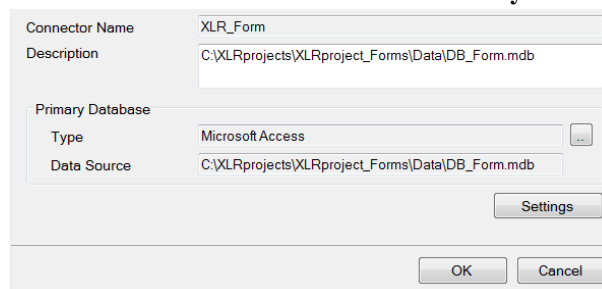 Connector Name XLR_Form
Description C:\XLRprojects\XLRproject_Forms\Data\DB_Form.mdb
Primary Database
Type Microsoft Access ..
Data Source C:\XLRprojects\XLRproject_Forms\Data\DB_Form.mdb
Settings
OK Cancel